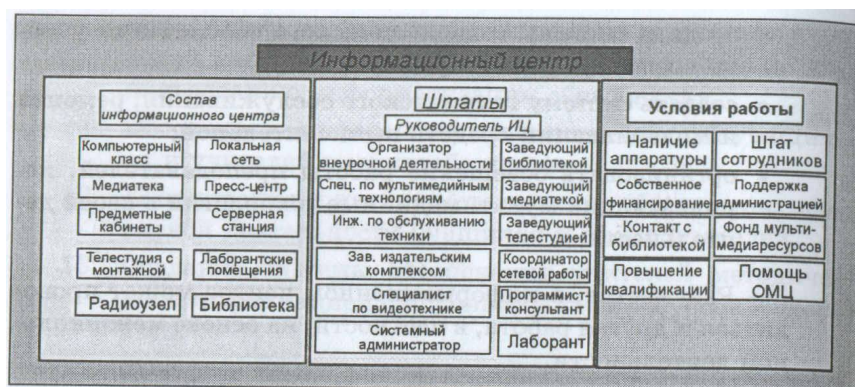 Информационный центр
Состав
информационного центра
Компьютерный
класс
Локальная
сеть
Медиатека
Пресс-центр
Предметные
кабинеты
Серверная
станция
Телестудия с
монтажной
Лаборантские
помещения
Радиоузел
Библиотека
Штаты
Руководитель ИЦ
Организатор
внеурочной деятельности
Заведующий
библиотекой
Спец. по мультимедийным
технологиям
Заведующий
медиатекой
Инж. по обслуживанию
техники
Заведующий
телестудией
Зав. издательским
комплексом
Координатор
сетевой работы
Специалист
по видеотехнике
Программист-
консультант
Системный
администратор
Лаборант
Условия работы
Наличие
аппаратуры
Штат
сотрудников
Собственное
финансирование
Поддержка
администрацией
Контакт с
библиотекой
Фонд мульти-
медиаресурсов
Повышение
квалификации
Помощь
ОМЦ